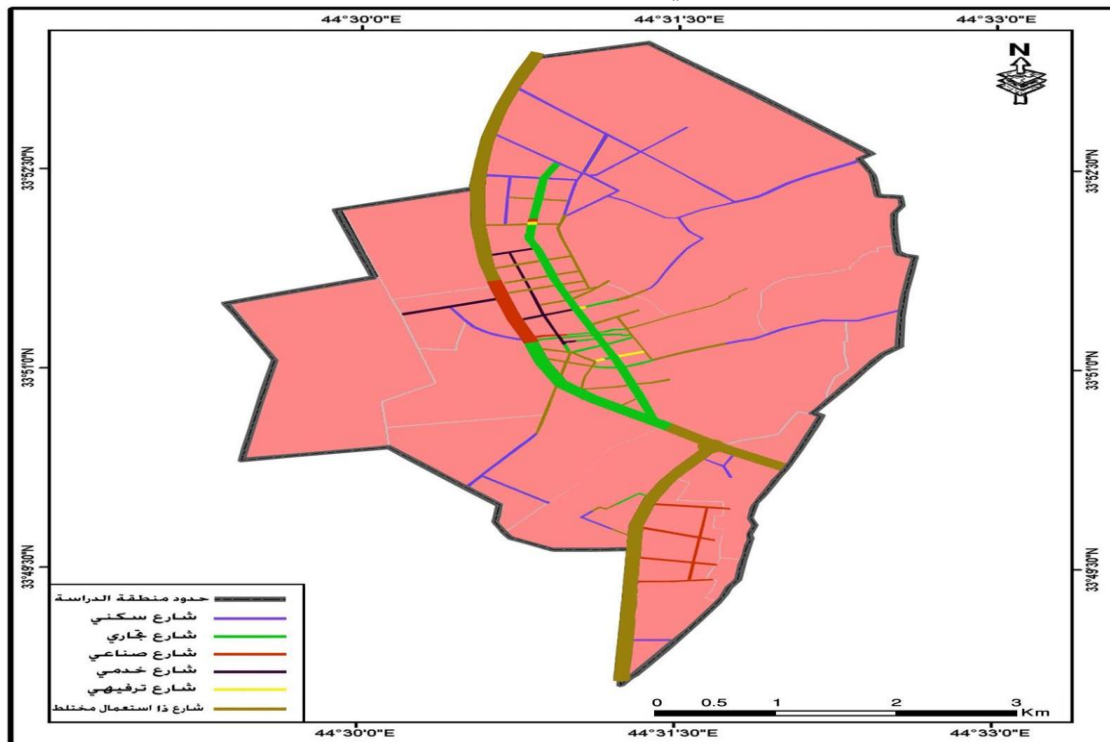 44°30'0"E 44°31'30"E 44°33'0"E
N
33°52'30"N 33°52'30"N
33°51'0"N 33°51'0"N
33°49'30"N 33°49'30"N
حدود منطقة الدراسة
شارع سكني
شارع تجاري
شارع صناعي
شارع خدمي
شارع ترفيهي
شارع ذا استعمال مختلط
0 0.5 1 2 3
Km
44°30'0"E 44°31'30"E 44°33'0"E